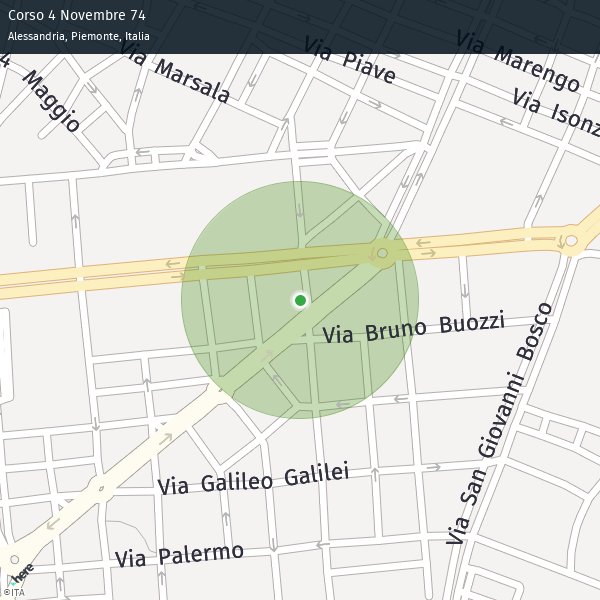 Corso 4 Novembre 74
Alessandria, Piemonte, Italia
Via Marsala
Via Piave
Via Marengo
4 Maggio
Via Isonz
Via Bruno Buozzi
Via San Giovanni Bosco
Via Galileo Galilei
Via Palermo
here
©ITA